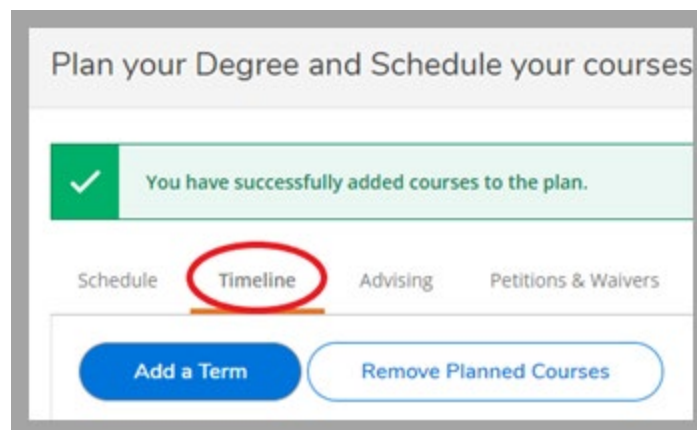 Plan your Degree and Schedule your courses
You have successfully added courses to the plan.
Schedule Timeline Advising Petitions & Waivers
Add a Term Remove Planned Courses